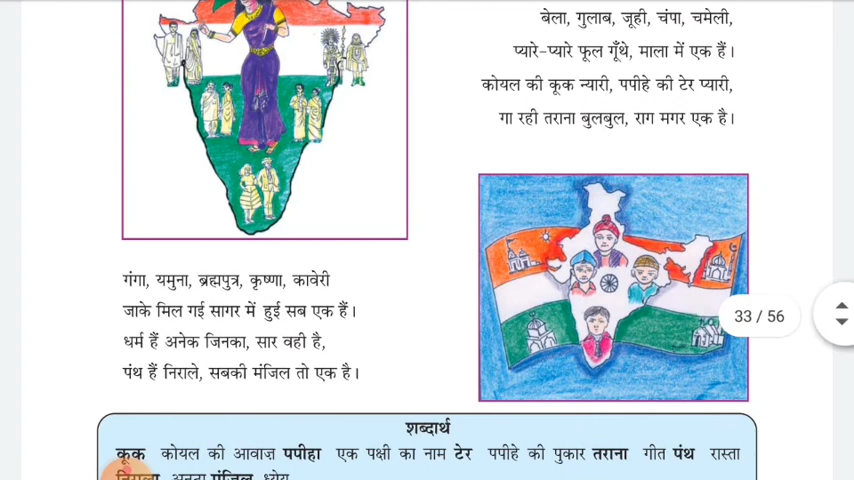 बेला, गुलाब, जूही, चंपा, चमेली,
प्यारे-प्यारे फूल गूँथे, माला में एक हैं।
कोयल की कूक न्यारी, पपीहे की टेर प्यारी,
गा रही तराना बुलबुल, राग मगर एक है।
गंगा, यमुना, ब्रह्मपुत्र, कृष्णा, कावेरी
जाके मिल गई सागर में हुई सब एक हैं।
धर्म हैं अनेक जिनका, सार वही है,
पंथ हैं निराले, सबकी मंजिल तो एक है।
33 / 56
शब्दार्थ
कूक कोयल की आवाज़ पपीहा एक पक्षी का नाम टेर पपीहे की पुकार तराना गीत पंथ रास्ता
मंज़िल ध्येय